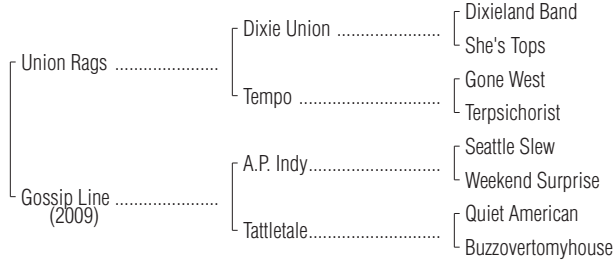 Dixieland Band
Dixie Union ....................
She's Tops
Union Rags ....................
Gone West
Tempo ...........................
Terpsichorist
Seattle Slew
A.P. Indy.........................
Weekend Surprise
Gossip Line ....................
(2009)
Quiet American
Tattletale.........................
Buzzovertomyhouse